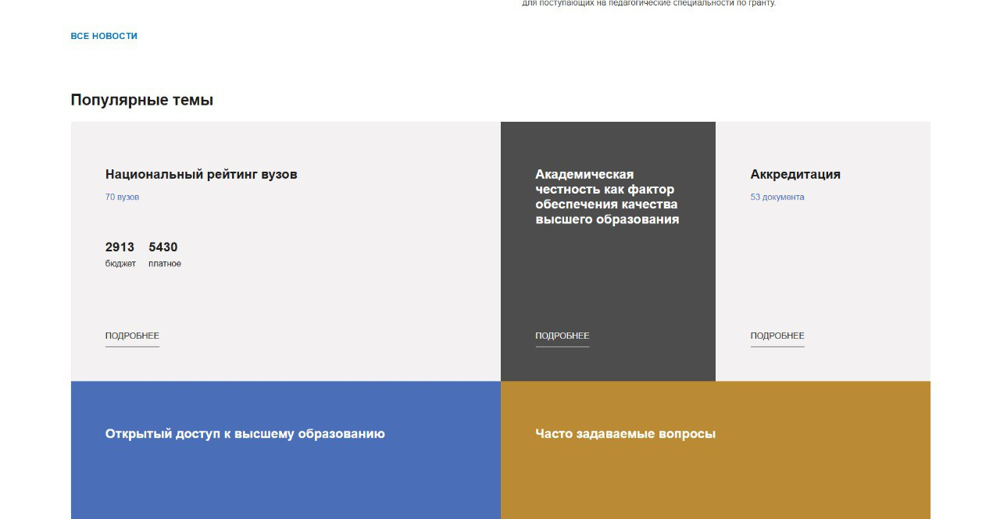 для поступающих на педагогические специальности по гранту.
ВСЕ НОВОСТИ
Популярные темы
Национальный рейтинг вузов
70 вузов
2913 5430
бюджет платное
ПОДРОБНЕЕ
Академическая
честность как фактор
обеспечения качества
высшего образования
ПОДРОБНЕЕ
Аккредитация
53 документа
ПОДРОБНЕЕ
Открытый доступ к высшему образованию
Часто задаваемые вопросы